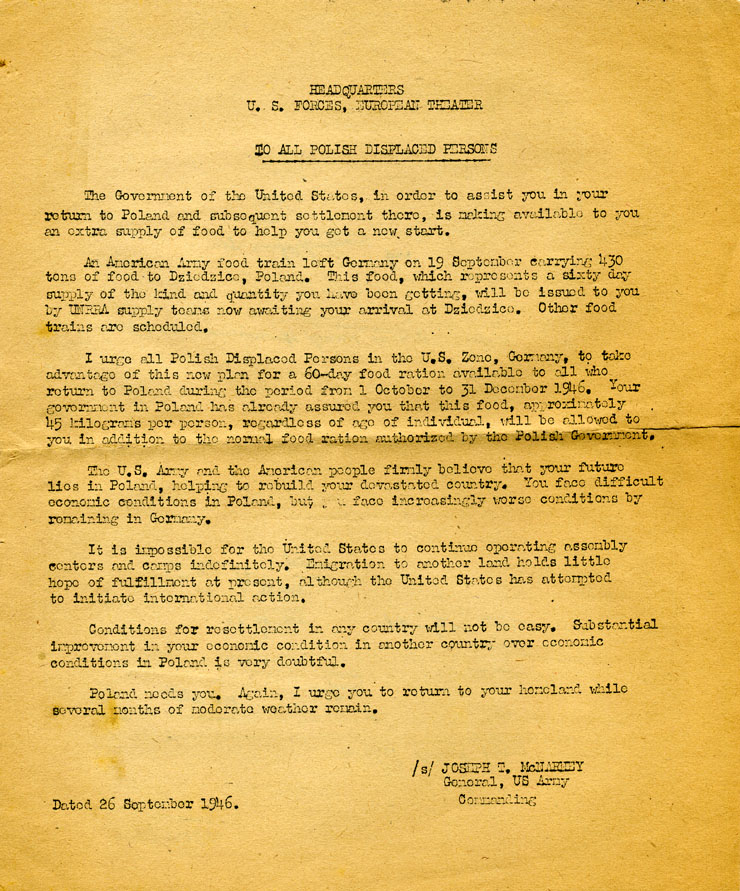 HEADQUARTERS
U. S. FORCES, EUROPEAN THEATER
TO ALL POLISH DISPLACED PERSONS
The Government of the United States, in order to assist you in your
return to Poland and subsequent settlement there, is making available to you
an extra supply of food to help you get a new start.
An American Army food train left Germany on 19 September carrying 430
tons of food to Dziedzice, Poland. This food, which represents a sixty day
supply of the kind and quantity you have been getting, will be issued to you
by UNRRA supply teams now awaiting your arrival at Dziedzice. Other food
trains are scheduled.
I urge all Polish Displaced Persons in the U.S. Zone, Germany, to take
advantage of this new plan for a 60-day food ration available to all who
return to Poland during the period from 1 October to 31 December 1946. Your
government in Poland has already assured you that this food, approximately
45 kilograms per person, regardless of age of individual, will be allowed to
you in addition to the normal food ration authorized by the Polish Government.
The U.S. Army and the American people firmly believe that your future
lies in Poland, helping to rebuild your devastated country. You face difficult
economic conditions in Poland, but you face increasingly worse conditions by
remaining in Germany.
It is impossible for the United States to continue operating assembly
centers and camps indefinitely. Emigration to another land holds little
hope of fulfillment at present, although the United States has attempted
to initiate international action.
Conditions for resettlement in any country will not be easy. Substantial
improvement in your economic condition in another country over economic
conditions in Poland is very doubtful.
Poland needs you. Again, I urge you to return to your homeland while
several months of moderate weather remain.
/s/ JOSEPH T. McNARNEY
General, US Army
Commanding
Dated 26 September 1946.